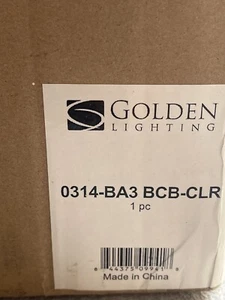 GOLDEN
LIGHTING
0314-BA3 BCB-CLR
1 pc
Made in China